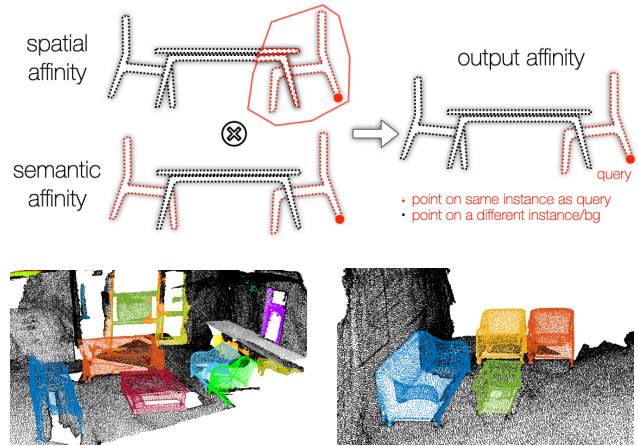 spatial
affinity
semantic
affinity
output affinity
query
• point on same instance as query
• point on a different instance/bg